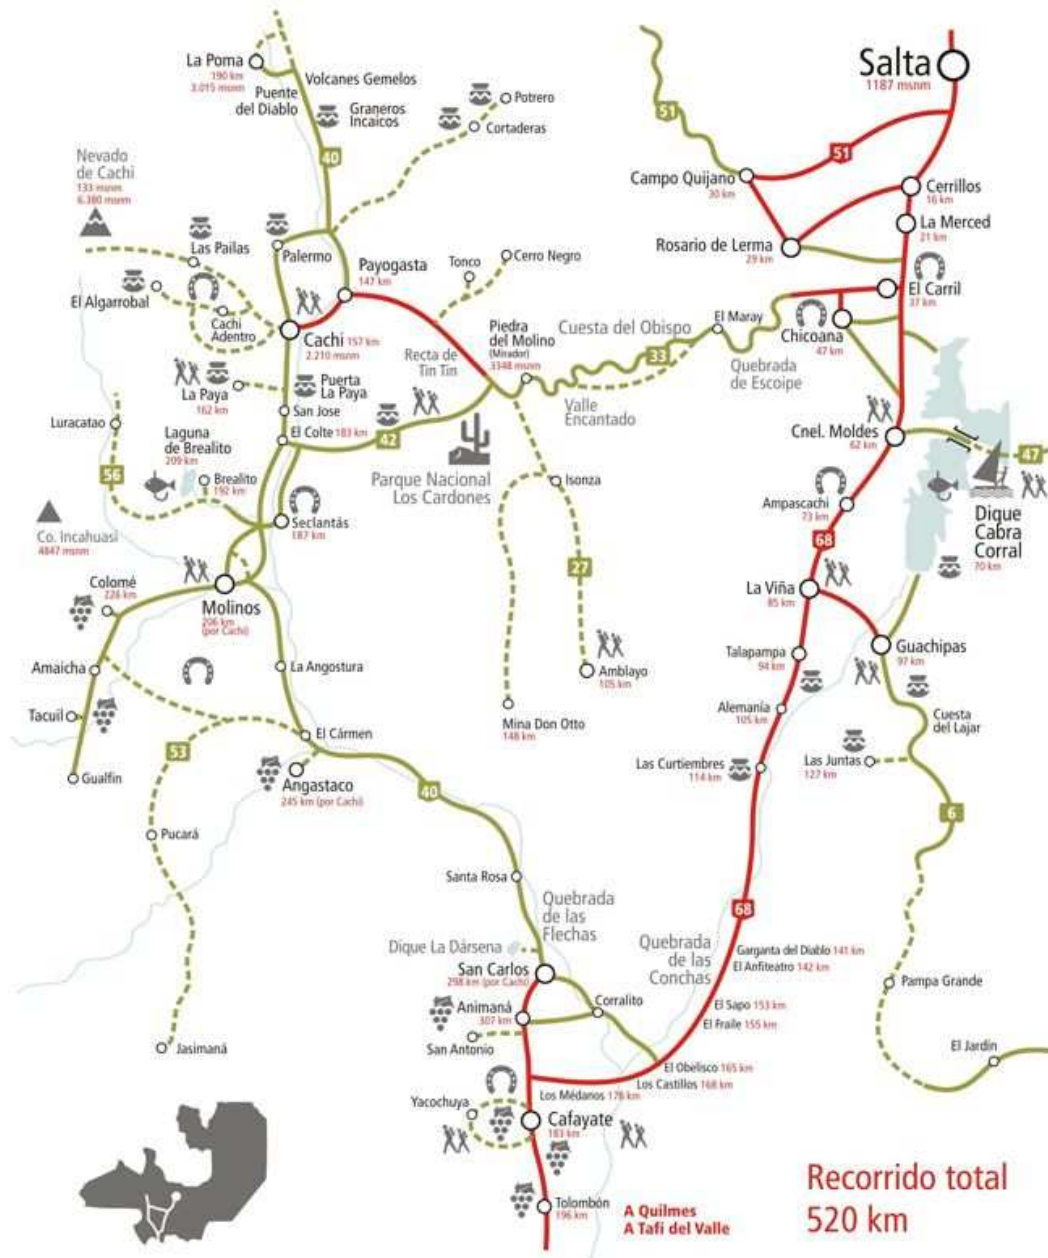 Salta
1187 msnm
La Poma
190 km
3.015 msnm
Volcanes Gemelos
Puente
del Diablo
Graneros
Incaicos
Potrero
Cortaderas
51
51
40
Nevado
de Cachi
133 msnm
6.380 msnm
Campo Quijano
30 km
Cerrillos
16 km
La Merced
21 km
Rosario de Lerma
29 km
Las Pailas
Palermo
Payogasta
147 km
Tonco
Cerro Negro
El Algarrobal
Cachi
Adentro
El Carril
37 km
Chicoana
47 km
El Maray
Cuesta del Obispo
Cachi 157 km
2.210 msnm
Recta de
Tin Tin
Piedra
del Molino
(Mirador)
3348 msnm
33
Quebrada
de Escoipe
Valle
Encantado
La Paya
162 km
Puerta
La Paya
San Jose
Luracatao
El Colte 183 km
42
Laguna
de Brealito
209 km
Brealito
192 km
56
Parque Nacional
Los Cardones
Isonza
Cnel. Moldes
62 km
47
Dique
Cabra
Corral
70 km
Ampascachi
73 km
68
Seclantás
187 km
Co. Incahuasi
4847 msnm
Colomé
226 km
Molinos
206 km
(por Cachi)
27
La Viña
85 km
Guachipas
97 km
Talapampa
94 km
Amaicha
La Angostura
Amblayo
105 km
Tacuil
Mina Don Otto
148 km
Alemanía
105 km
Cuesta
del Lajar
El Cármen
53
Gualfín
Angastaco
245 km (por Cachi)
40
Las Curtiembres
114 km
Las Juntas
127 km
6
Pucará
Santa Rosa
Quebrada
de las
Flechas
68
Quebrada
de las
Conchas
Dique La Dársena
Garganta del Diablo 141 km
El Anfiteatro 142 km
San Carlos
298 km (por Cachi)
Pampa Grande
Corralito
El Sapo 153 km
El Fraile 155 km
Animaná
307 km
San Antonio
Jasimaná
El Jardín
El Obelisco 165 km
Los Castillos 168 km
Los Médanos 178 km
Yacochuya
Cafayate
183 km
Tolombón
196 km
A Quilmes
A Tafi del Valle
Recorrido total
520 km